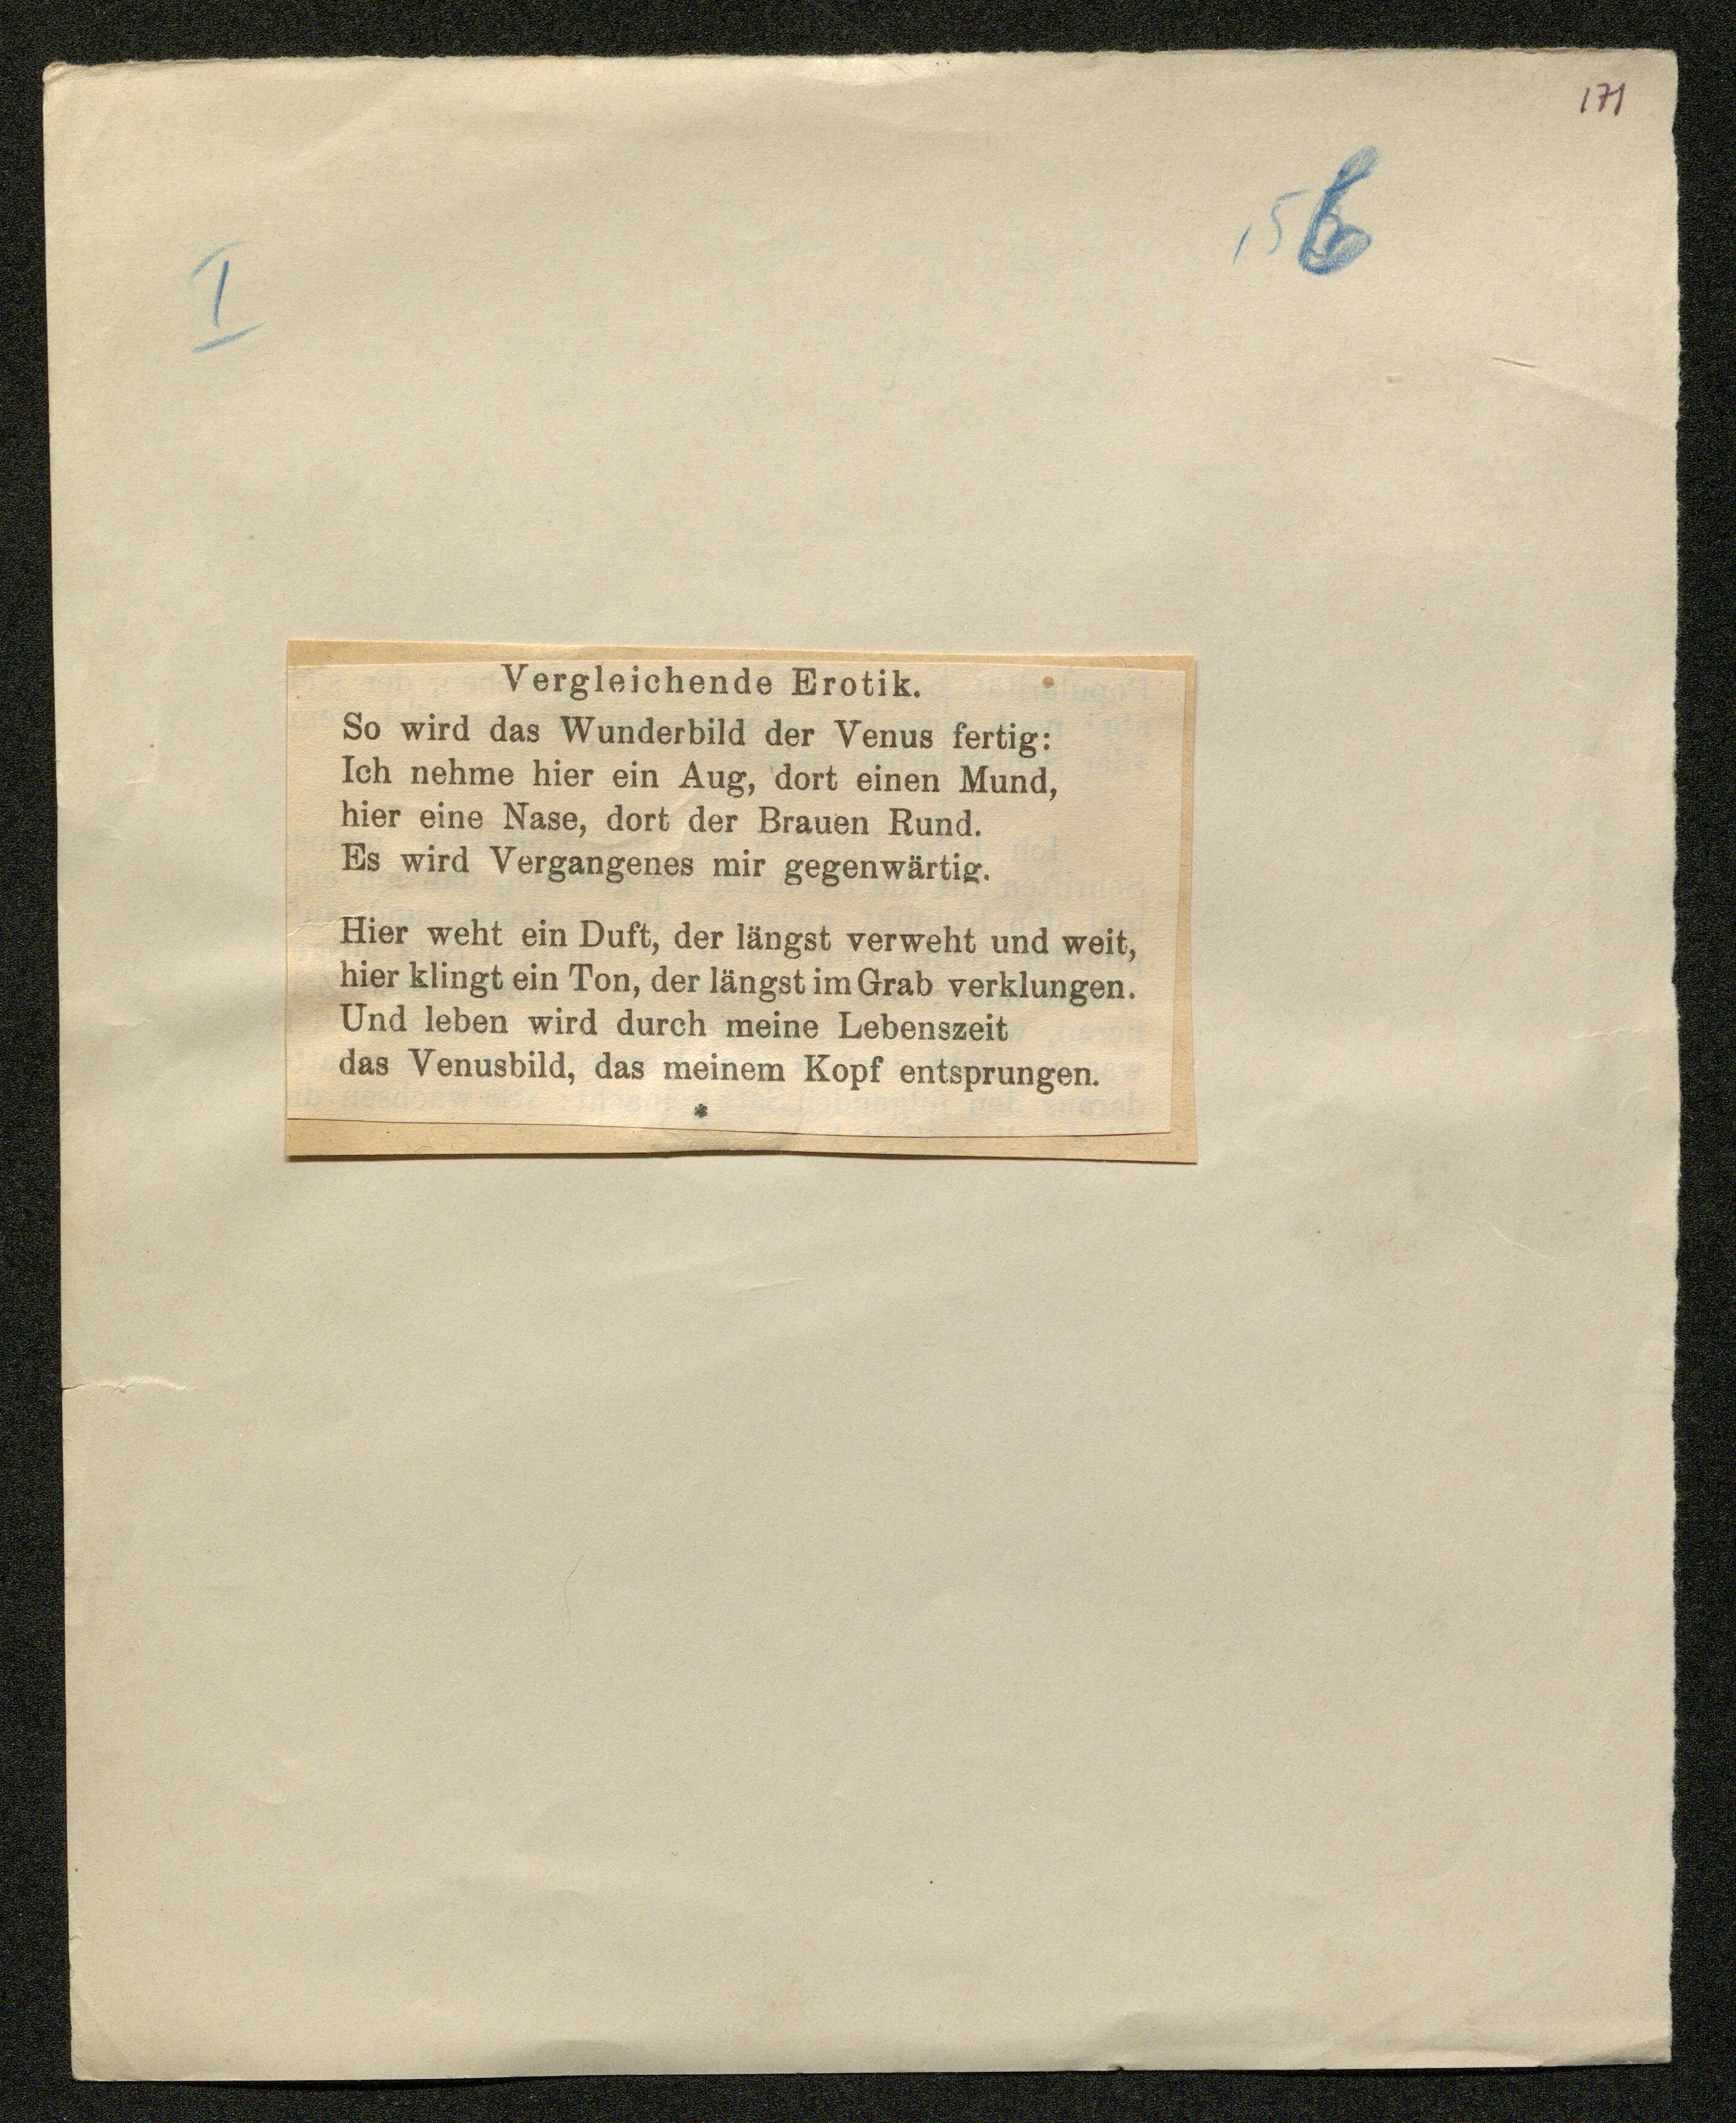 171
156
I
Vergleichende Erotik.
So wird das Wunderbild der Venus fertig:
Ich nehme hier ein Aug, dort einen Mund,
hier eine Nase, dort der Brauen Rund.
Es wird Vergangenes mir gegenwärtig.
Hier weht ein Duft, der längst verweht und weit,
hier klingt ein Ton, der längst im Grab verklungen.
Und leben wird durch meine Lebenszeit
das Venusbild, das meinem Kopf entsprungen.
*